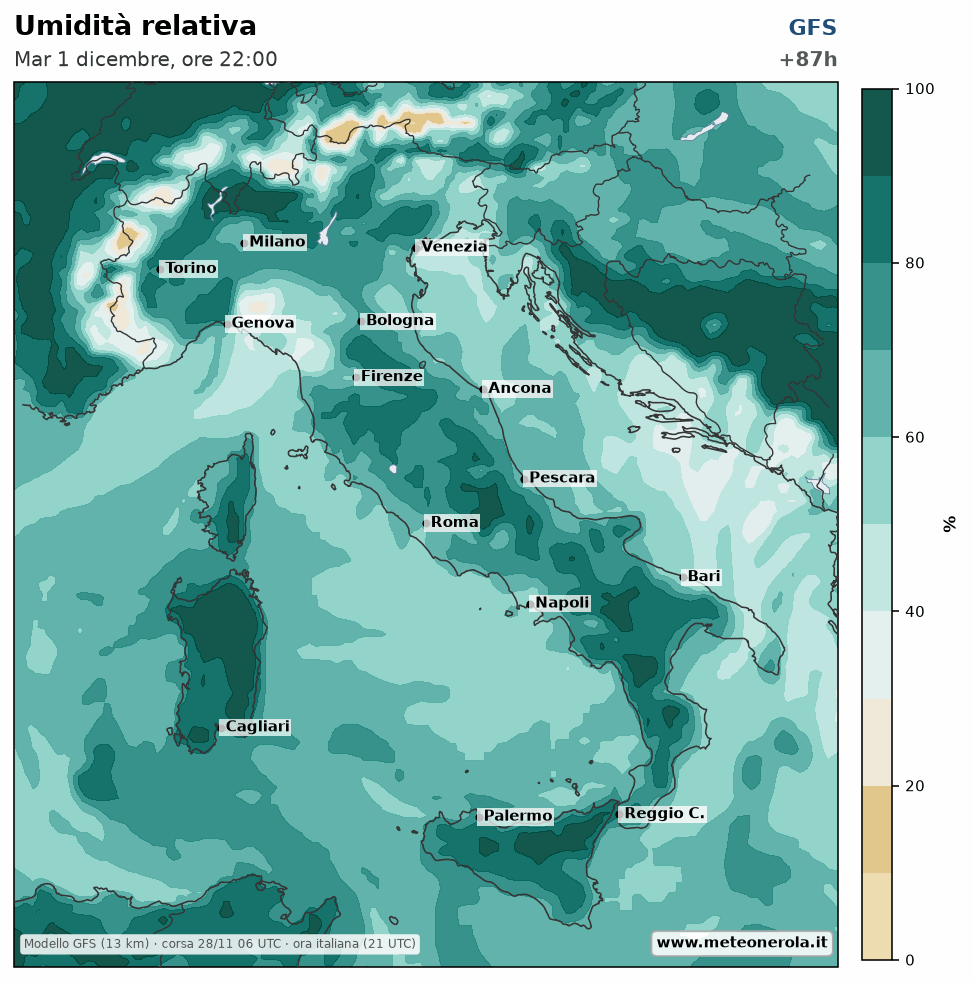 Umidità relativa
GFS
Mar 1 dicembre, ore 22:00
+87h
100
80
60
40
20
0
%
Milano
Venezia
Torino
Genova
Bologna
Firenze
Ancona
Pescara
Roma
Bari
Napoli
Cagliari
Palermo
Reggio C.
Modello GFS (13 km) · corsa 28/11 06 UTC · ora italiana (21 UTC)
www.meteonerola.it